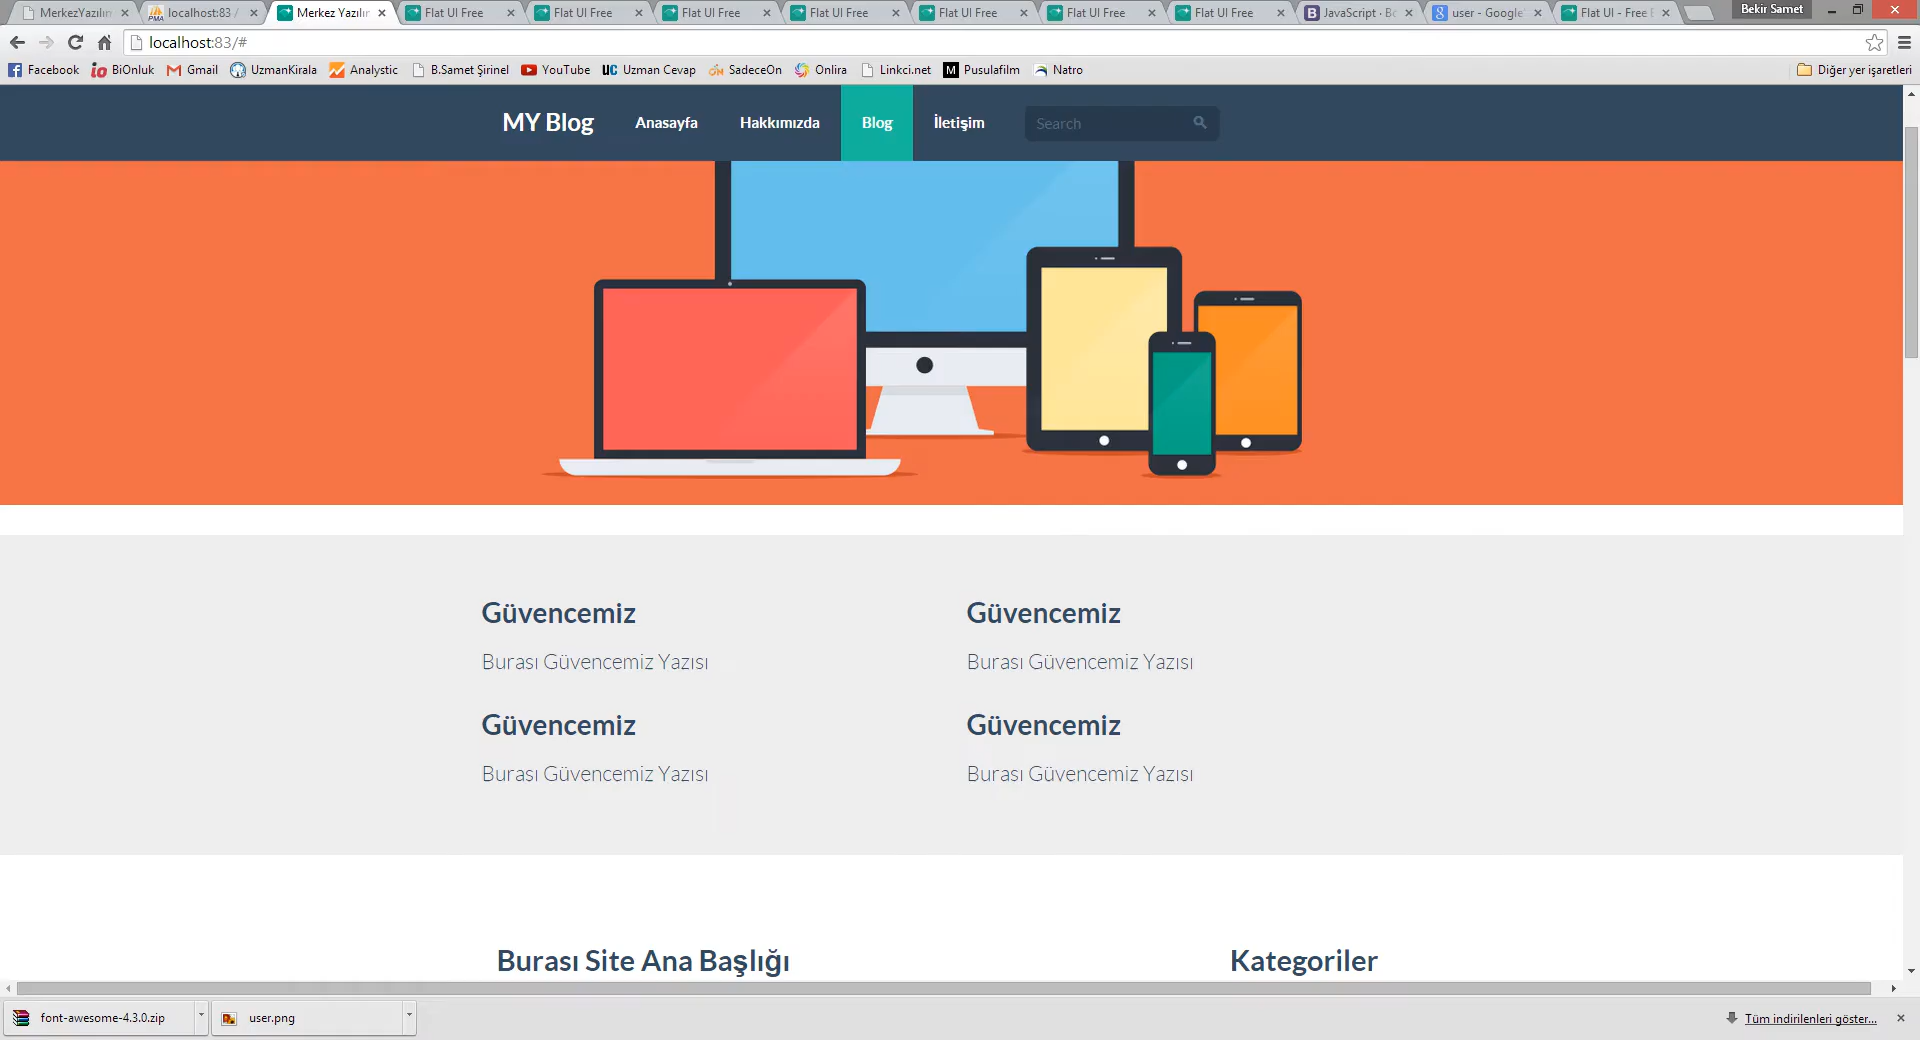 MerkezYazılım
localhost:83 /
Merkez Yazılım
Flat UI Free
Flat UI Free
Flat UI Free
Flat UI Free
Flat UI Free
Flat UI Free
Flat UI Free
JavaScript · Bo
user - Google'
Flat UI - Free B
Bekir Samet
localhost:83/#
Facebook
BiOnluk
Gmail
UzmanKirala
Analystic
B.Samet Şirinel
YouTube
Uzman Cevap
SadeceOn
Onlira
Linkci.net
Pusulafilm
Natro
Diğer yer işaretleri
MY Blog
Anasayfa
Hakkımızda
Blog
İletişim
Search
Güvencemiz
Güvencemiz
Burası Güvencemiz Yazısı
Burası Güvencemiz Yazısı
Güvencemiz
Güvencemiz
Burası Güvencemiz Yazısı
Burası Güvencemiz Yazısı
Burası Site Ana Başlığı
Kategoriler
font-awesome-4.3.0.zip
user.png
Tüm indirilenleri göster...